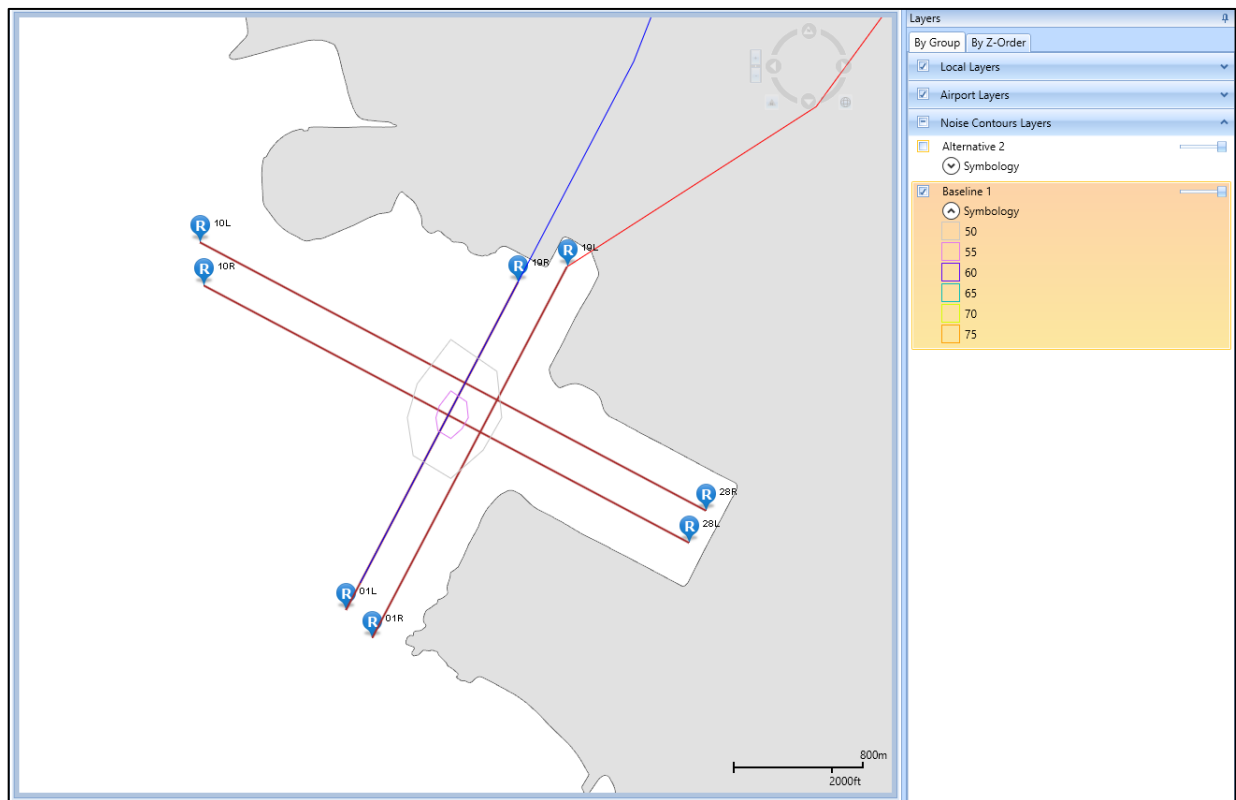 Layers
By Group By Z-Order
Local Layers
Airport Layers
Noise Contours Layers
Alternative 2
Symbology
Baseline 1
Symbology
50
55
60
65
70
75
R 10L
R 10R
R 19R
R 19L
R 28R
R 28L
R 01L
R 01R
800m
2000ft